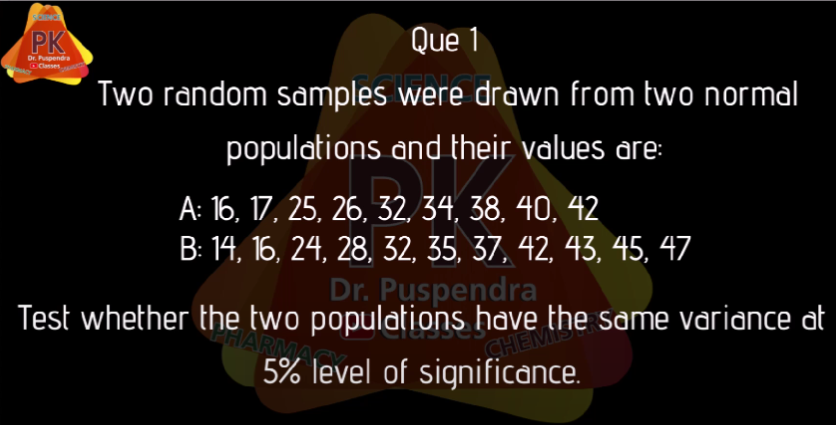 SCIENCE
PK
Dr. Puspendra
Classes
PHARMACY
Que 1
SCIENCE
Two random samples were drawn from two normal
populations and their values are:
PK
A: 16, 17, 25, 26, 32, 34, 38, 40, 42
B: 14, 16, 24, 28, 32, 35, 37, 42, 43, 45, 47
Dr. Puspendra
Test whether the two populations have the same variance at
Classes
PHARMACY
CHEMISTRY
5% level of significance.